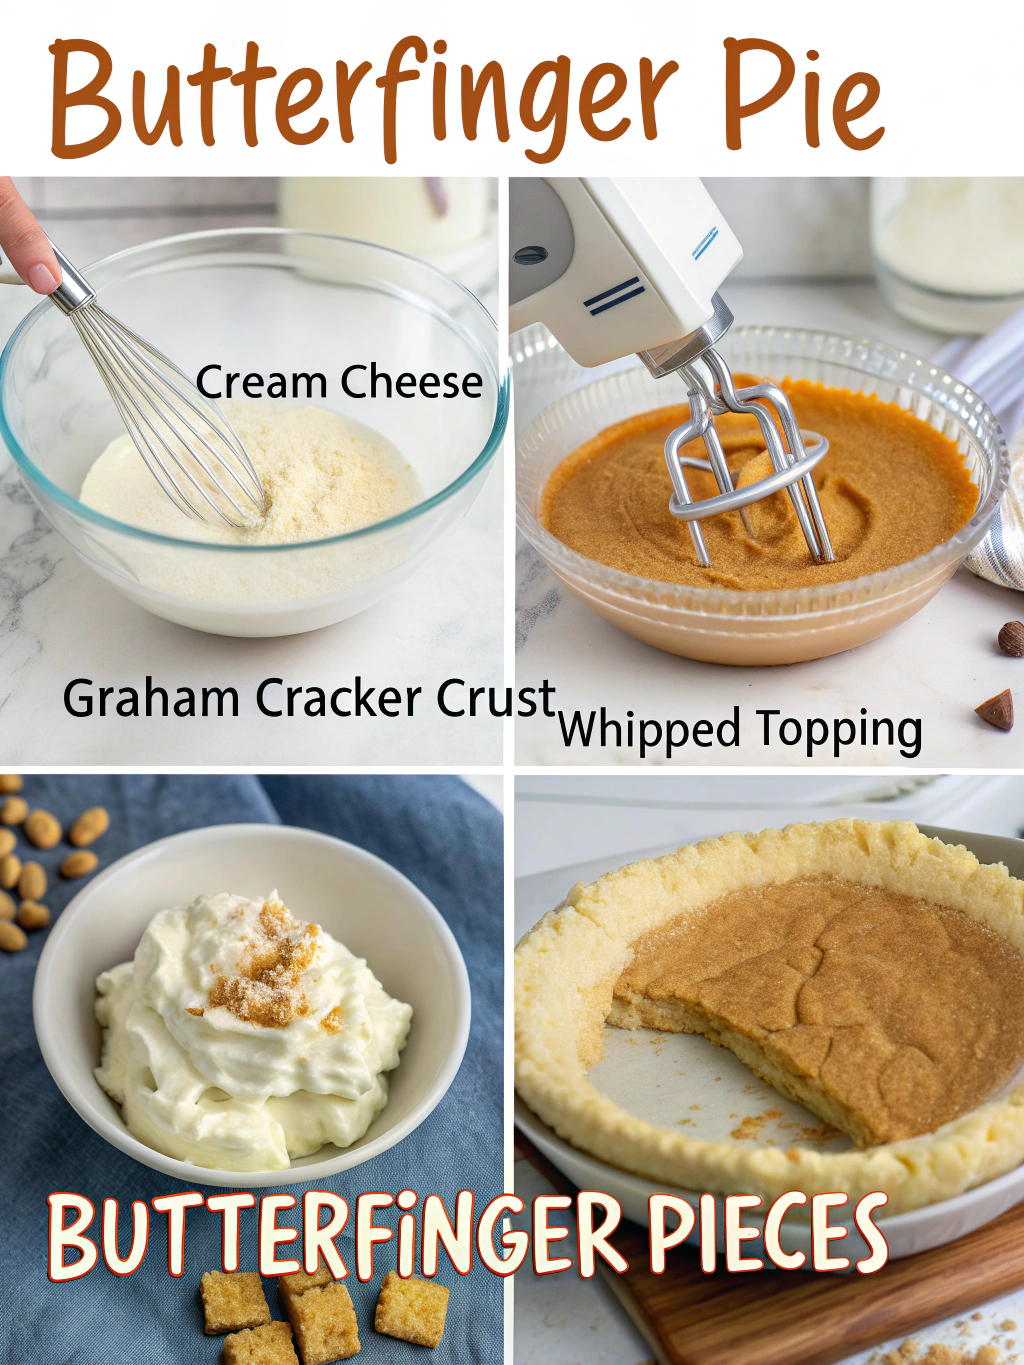 Butterfinger Pie
Cream Cheese
Graham Cracker Crust
Whipped Topping
BUTTERFiNGER PIECES